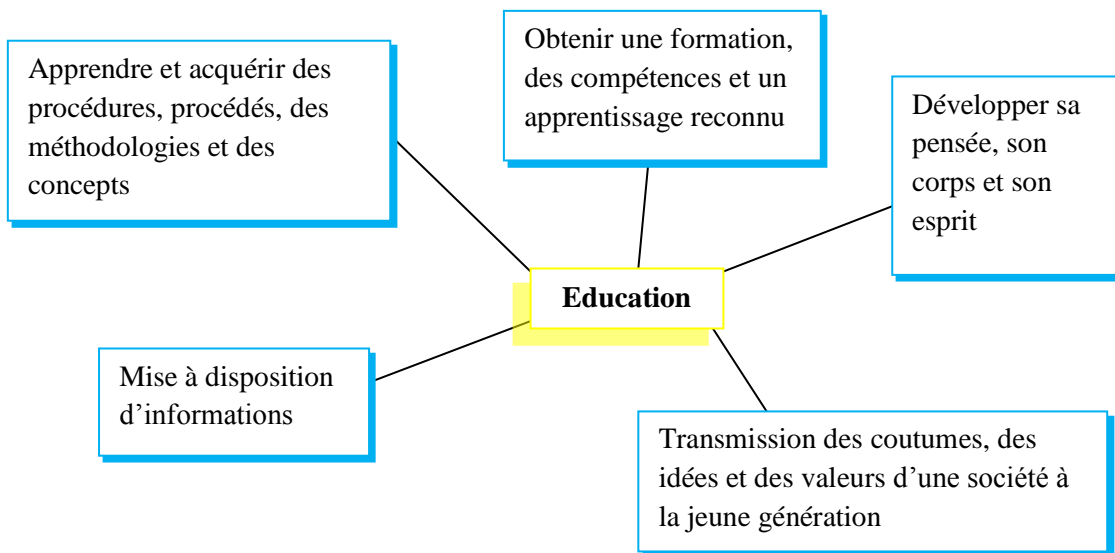 Apprendre et acquérir des
procédures, procédés, des
méthodologies et des
concepts
Obtenir une formation,
des compétences et un
apprentissage reconnu
Développer sa
pensée, son
corps et son
esprit
Education
Mise à disposition
d’informations
Transmission des coutumes, des
idées et des valeurs d’une société à
la jeune génération